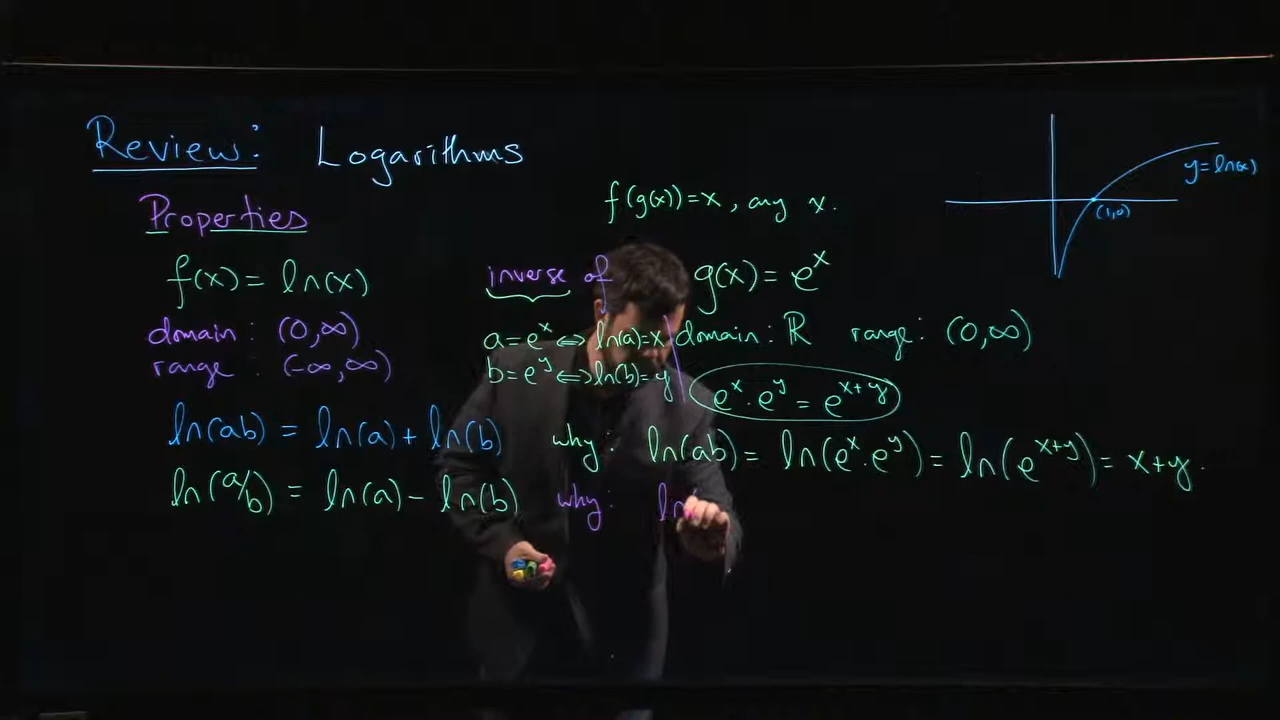 Review: Logarithms
y=ln(x)
(1,0)
Properties
f(g(x))=x, any x.
f(x) = ln(x) inverse of g(x) = e^x
domain: (0,∞) a=e^x ⇔ ln(a)=x domain: ℝ range: (0,∞)
range: (-∞,∞) b=e^y ⇔ ln(b)=y e^x·e^y = e^{x+y}
ln(ab) = ln(a)+ln(b) why: ln(ab)= ln(e^x·e^y)= ln(e^{x+y})= x+y.
ln(a/b) = ln(a)-ln(b) why: ln